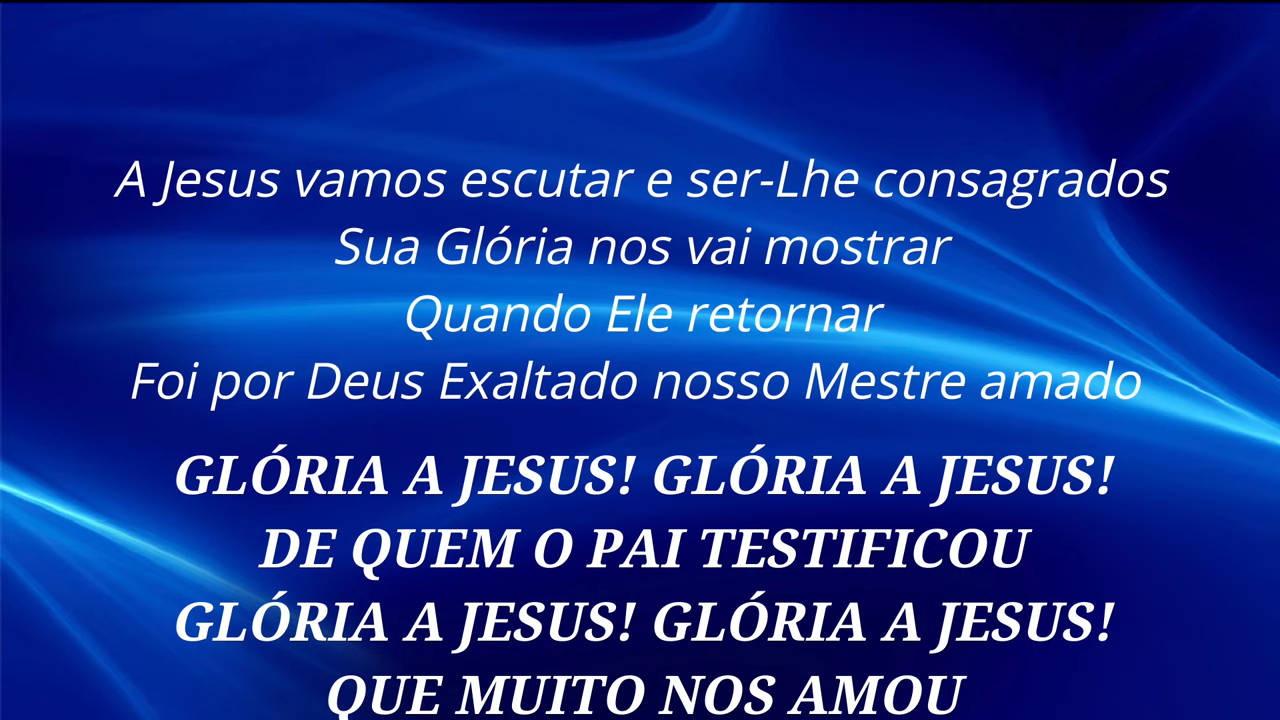 A Jesus vamos escutar e ser-Lhe consagrados
Sua Glória nos vai mostrar
Quando Ele retornar
Foi por Deus Exaltado nosso Mestre amado
GLÓRIA A JESUS! GLÓRIA A JESUS!
DE QUEM O PAI TESTIFICOU
GLÓRIA A JESUS! GLÓRIA A JESUS!
QUE MUITO NOS AMOU